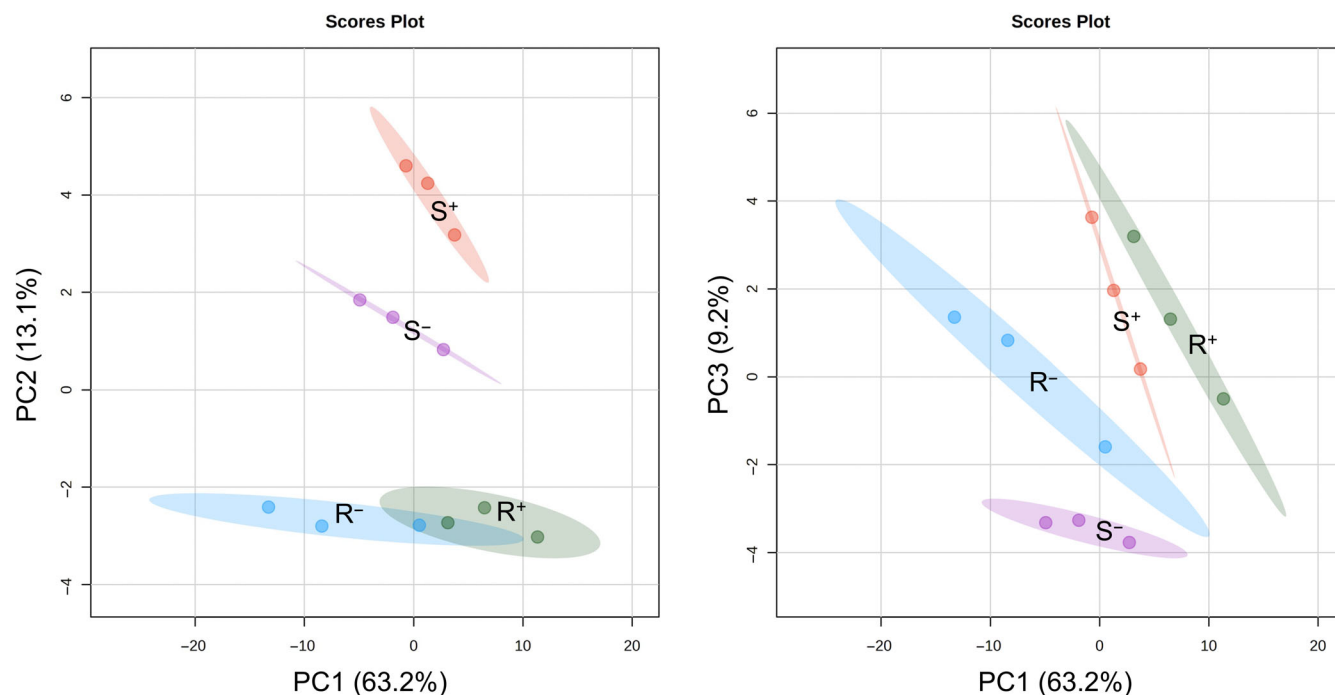 Scores Plot
PC2 (13.1%)
6
4
2
0
−2
−4
S⁺
S⁻
R⁻
R⁺
−20
−10
0
10
20
PC1 (63.2%)
Scores Plot
PC3 (9.2%)
6
4
2
0
−2
−4
S⁺
R⁺
R⁻
S⁻
−20
−10
0
10
20
PC1 (63.2%)